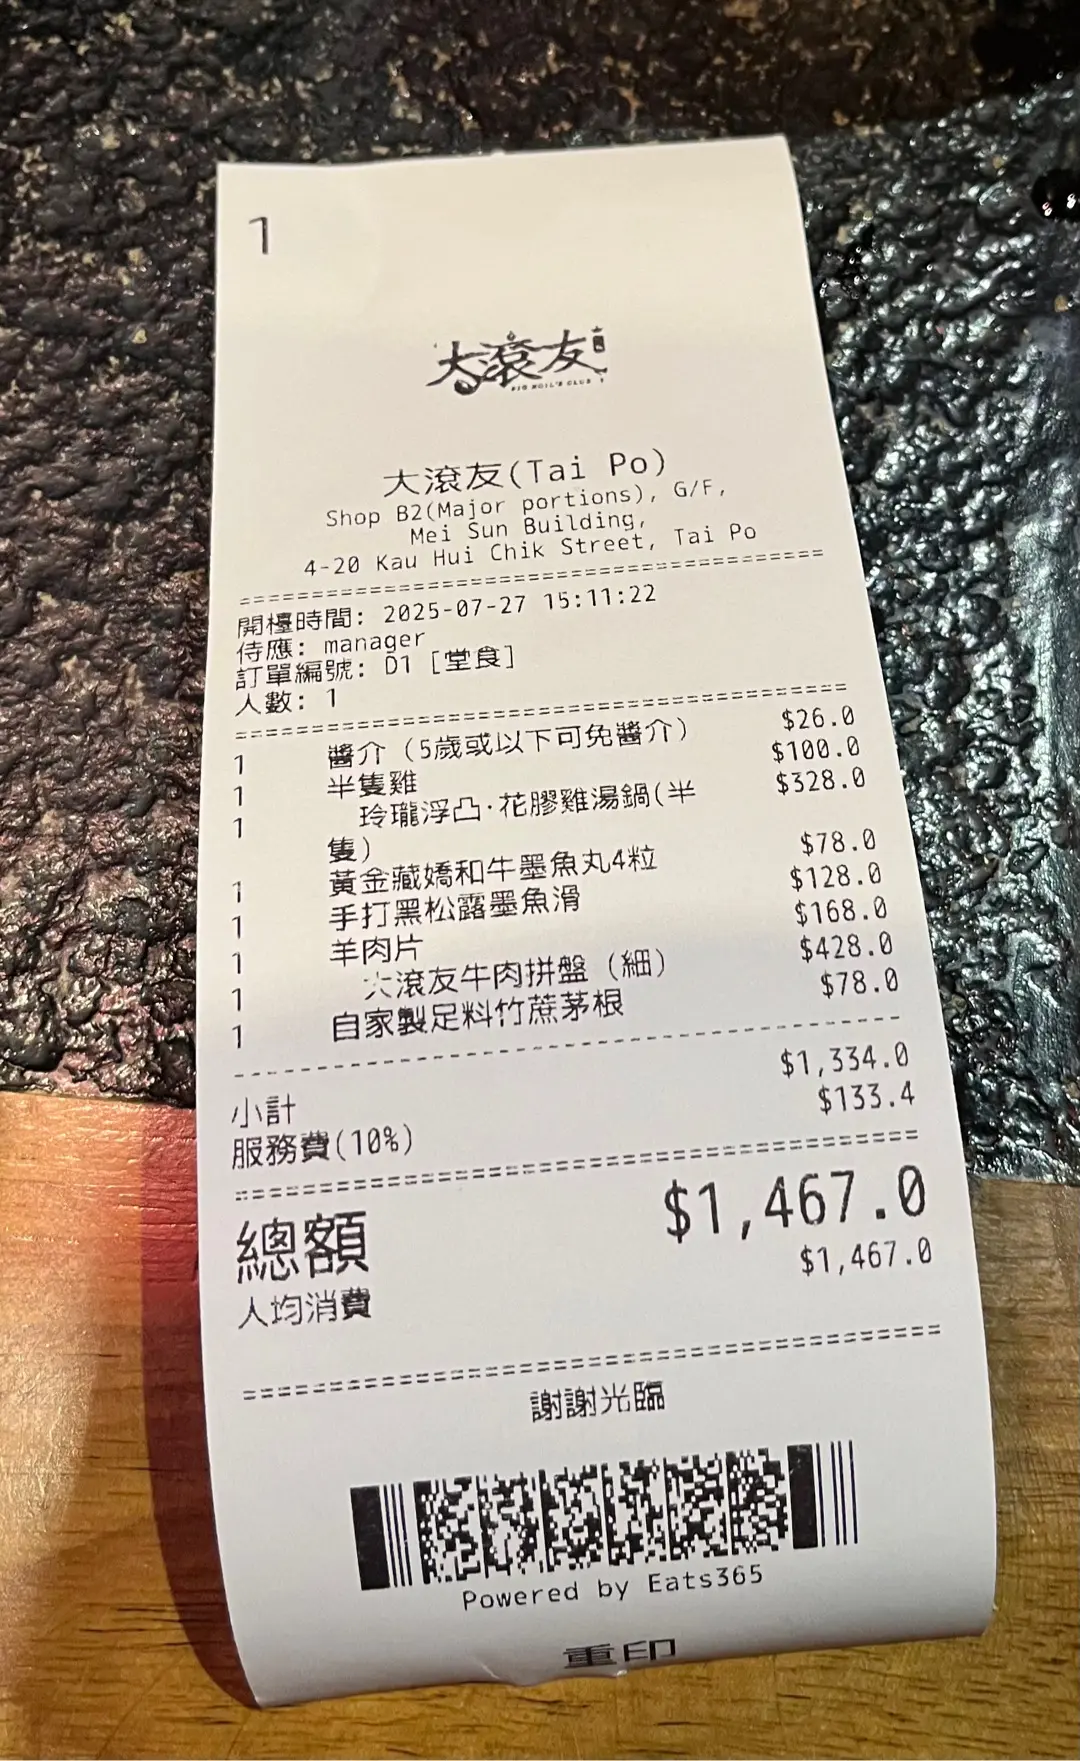 1
大滾友
BIG BOIL'S CLUB
大滾友(Tai Po)
Shop B2(Major portions), G/F,
Mei Sun Building,
4-20 Kau Hui Chik Street, Tai Po
開檯時間: 2025-07-27 15:11:22
侍應: manager
訂單編號: D1 [堂食]
人數: 1
1 醬介 (5歲或以下可免醬介) $26.0
1 半隻雞 $100.0
1 玲瓏浮凸·花膠雞湯鍋(半 $328.0
隻)
1 黃金藏嬌和牛墨魚丸4粒 $78.0
1 手打黑松露墨魚滑 $128.0
1 羊肉片 $168.0
1 大滾友牛肉拼盤 (細) $428.0
1 自家製足料竹蔗茅根 $78.0
小計 $1,334.0
服務費(10%) $133.4
總額 $1,467.0
人均消費 $1,467.0
謝謝光臨
Powered by Eats365
重印